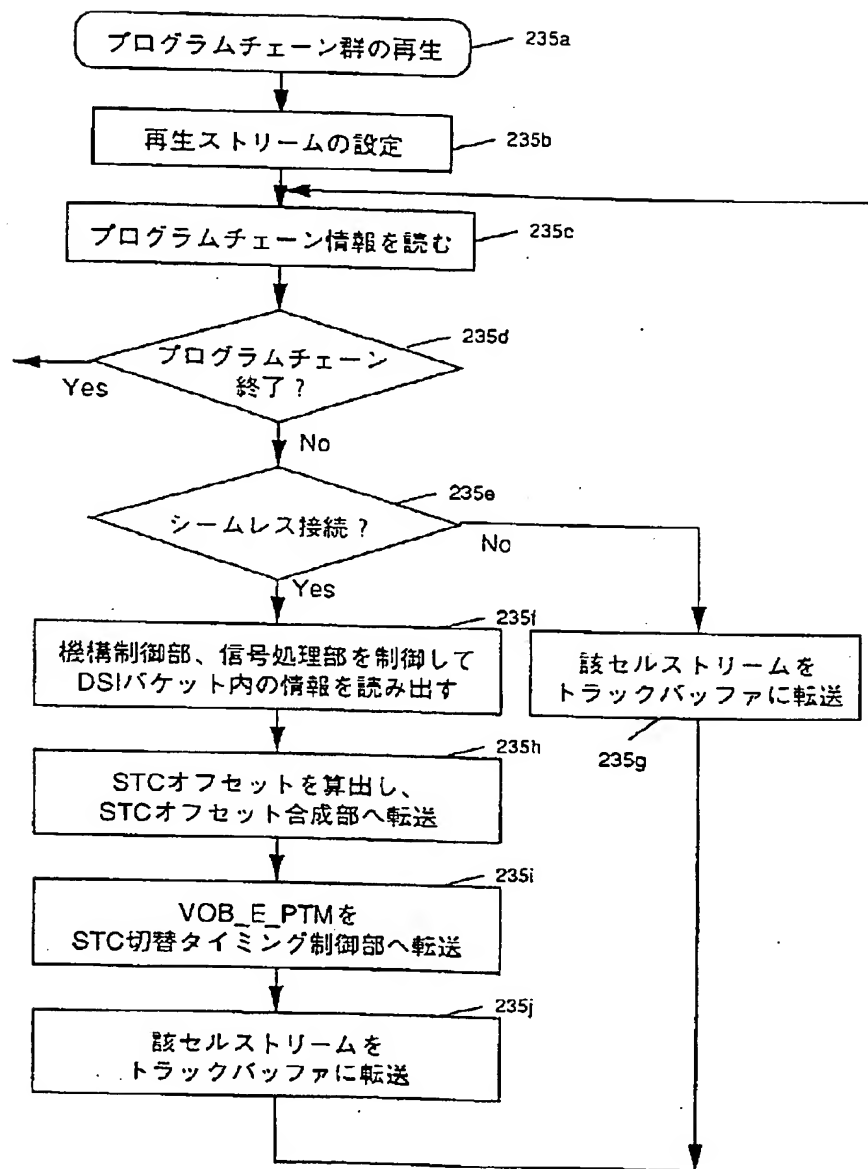 プログラムチェーン群の再生
235a
再生ストリームの設定
235b
プログラムチェーン情報を読む
235c
235d
プログラムチェーン
終了？
Yes
No
235e
シームレス接続？
No
Yes
235f
機構制御部、信号処理部を制御して
DSIパケット内の情報を読み出す
該セルストリームを
トラックバッファに転送
235g
235h
STCオフセットを算出し、
STCオフセット合成部へ転送
235i
VOB_E_PTMを
STC切替タイミング制御部へ転送
235j
該セルストリームを
トラックバッファに転送